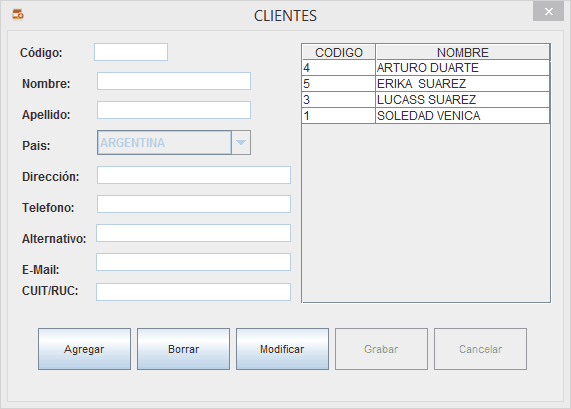 CLIENTES
Código:
Nombre:
Apellido:
Pais:
ARGENTINA
Dirección:
Telefono:
Alternativo:
E-Mail:
CUIT/RUC:
CODIGO NOMBRE
4 ARTURO DUARTE
5 ERIKA SUAREZ
3 LUCASS SUAREZ
1 SOLEDAD VENICA
Agregar Borrar Modificar Grabar Cancelar